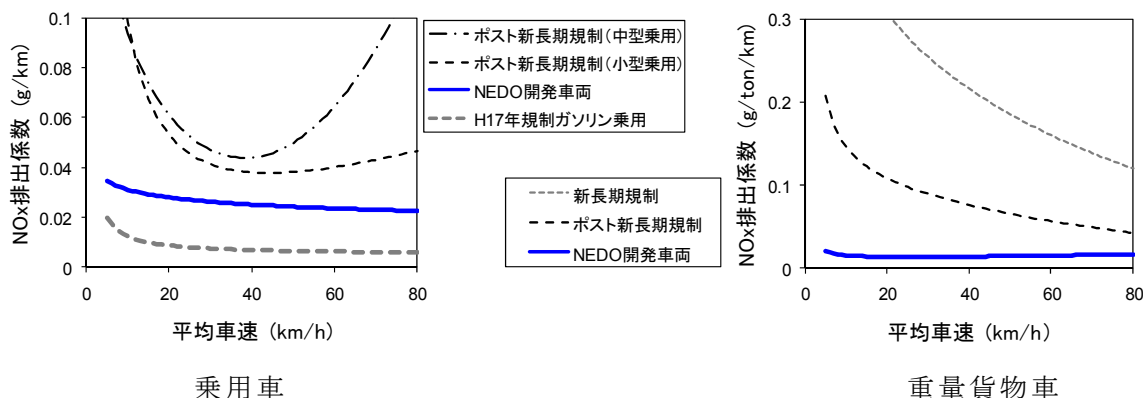 NOx排出係数 (g/km)
0.1
0.08
0.06
0.04
0.02
0
0 20 40 60 80
平均車速 (km/h)
乗用車
ポスト新長期規制(中型乗用)
ポスト新長期規制(小型乗用)
NEDO開発車両
H17年規制ガソリン乗用
新長期規制
ポスト新長期規制
NEDO開発車両
NOx排出係数 (g/ton/km)
0.3
0.2
0.1
0
0 20 40 60 80
平均車速 (km/h)
重量貨物車